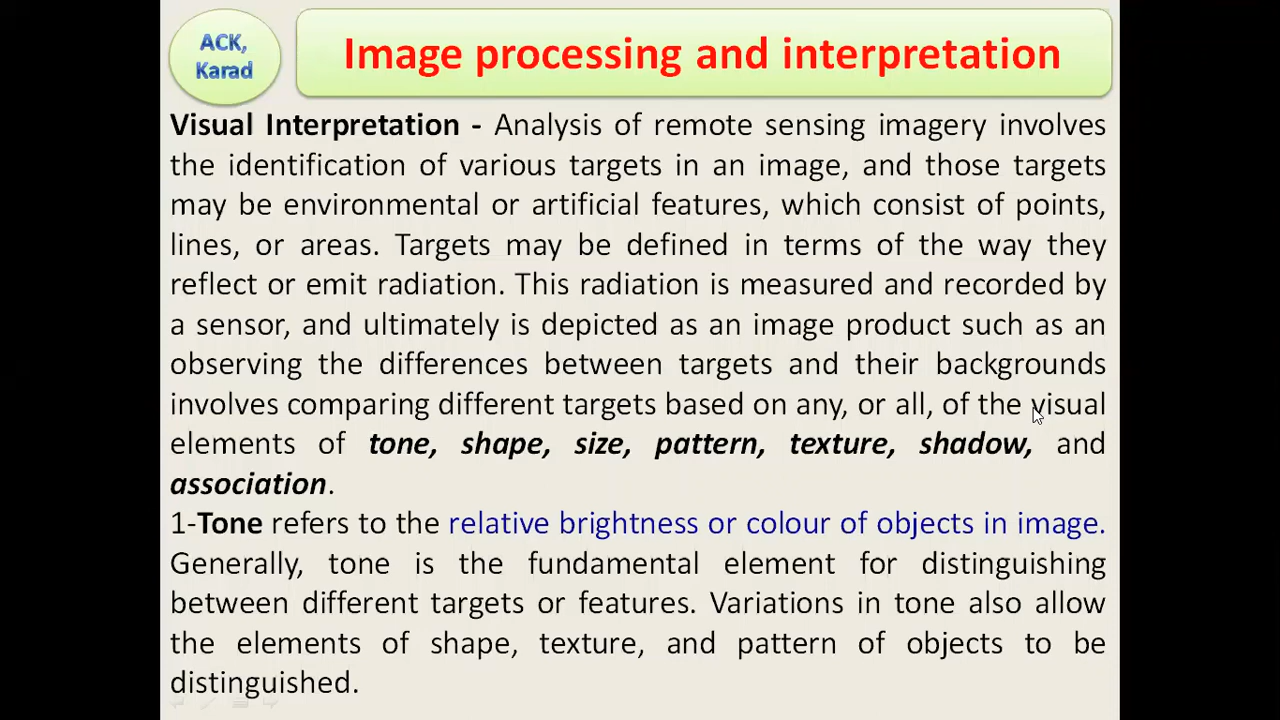 ACK,
Karad
Image processing and interpretation
Visual Interpretation - Analysis of remote sensing imagery involves
the identification of various targets in an image, and those targets
may be environmental or artificial features, which consist of points,
lines, or areas. Targets may be defined in terms of the way they
reflect or emit radiation. This radiation is measured and recorded by
a sensor, and ultimately is depicted as an image product such as an
observing the differences between targets and their backgrounds
involves comparing different targets based on any, or all, of the visual
elements of tone, shape, size, pattern, texture, shadow, and
association.
1-Tone refers to the relative brightness or colour of objects in image.
Generally, tone is the fundamental element for distinguishing
between different targets or features. Variations in tone also allow
the elements of shape, texture, and pattern of objects to be
distinguished.